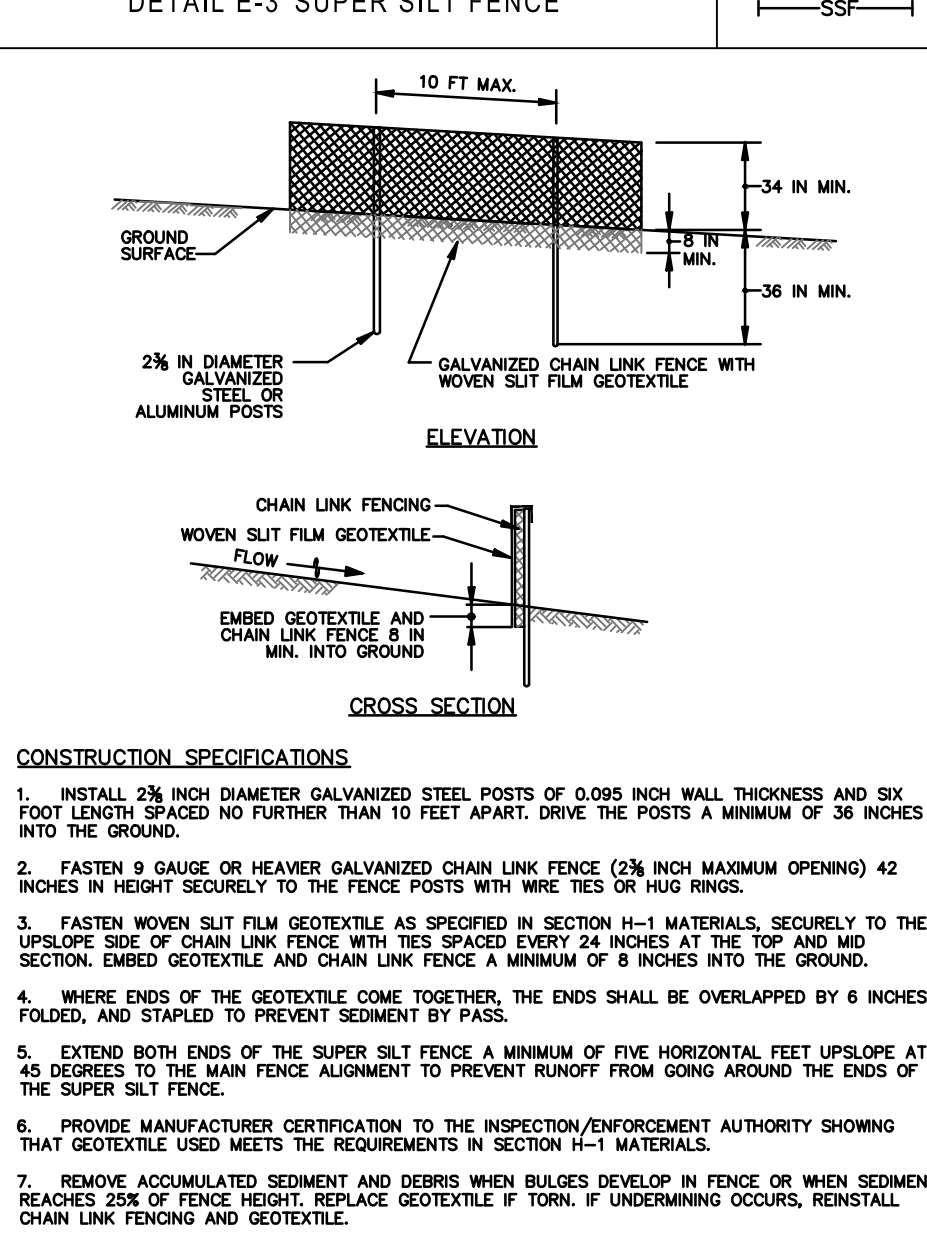 DETAIL E-3 SUPER SILT FENCE
SSF
10 FT MAX.
34 IN MIN.
GROUND
SURFACE
8 IN
MIN.
36 IN MIN.
2⅜ IN DIAMETER
GALVANIZED
STEEL OR
ALUMINUM POSTS
GALVANIZED CHAIN LINK FENCE WITH
WOVEN SLIT FILM GEOTEXTILE
ELEVATION
CHAIN LINK FENCING
WOVEN SLIT FILM GEOTEXTILE
FLOW
EMBED GEOTEXTILE AND
CHAIN LINK FENCE 8 IN
MIN. INTO GROUND
CROSS SECTION
CONSTRUCTION SPECIFICATIONS
1. INSTALL 2⅜ INCH DIAMETER GALVANIZED STEEL POSTS OF 0.095 INCH WALL THICKNESS AND SIX
FOOT LENGTH SPACED NO FURTHER THAN 10 FEET APART. DRIVE THE POSTS A MINIMUM OF 36 INCHES
INTO THE GROUND.
2. FASTEN 9 GAUGE OR HEAVIER GALVANIZED CHAIN LINK FENCE (2⅜ INCH MAXIMUM OPENING) 42
INCHES IN HEIGHT SECURELY TO THE FENCE POSTS WITH WIRE TIES OR HUG RINGS.
3. FASTEN WOVEN SLIT FILM GEOTEXTILE AS SPECIFIED IN SECTION H-1 MATERIALS, SECURELY TO THE
UPSLOPE SIDE OF CHAIN LINK FENCE WITH TIES SPACED EVERY 24 INCHES AT THE TOP AND MID
SECTION. EMBED GEOTEXTILE AND CHAIN LINK FENCE A MINIMUM OF 8 INCHES INTO THE GROUND.
4. WHERE ENDS OF THE GEOTEXTILE COME TOGETHER, THE ENDS SHALL BE OVERLAPPED BY 6 INCHES
FOLDED, AND STAPLED TO PREVENT SEDIMENT BY PASS.
5. EXTEND BOTH ENDS OF THE SUPER SILT FENCE A MINIMUM OF FIVE HORIZONTAL FEET UPSLOPE AT
45 DEGREES TO THE MAIN FENCE ALIGNMENT TO PREVENT RUNOFF FROM GOING AROUND THE ENDS OF
THE SUPER SILT FENCE.
6. PROVIDE MANUFACTURER CERTIFICATION TO THE INSPECTION/ENFORCEMENT AUTHORITY SHOWING
THAT GEOTEXTILE USED MEETS THE REQUIREMENTS IN SECTION H-1 MATERIALS.
7. REMOVE ACCUMULATED SEDIMENT AND DEBRIS WHEN BULGES DEVELOP IN FENCE OR WHEN SEDIMEN
REACHES 25% OF FENCE HEIGHT. REPLACE GEOTEXTILE IF TORN. IF UNDERMINING OCCURS, REINSTALL
CHAIN LINK FENCING AND GEOTEXTILE.